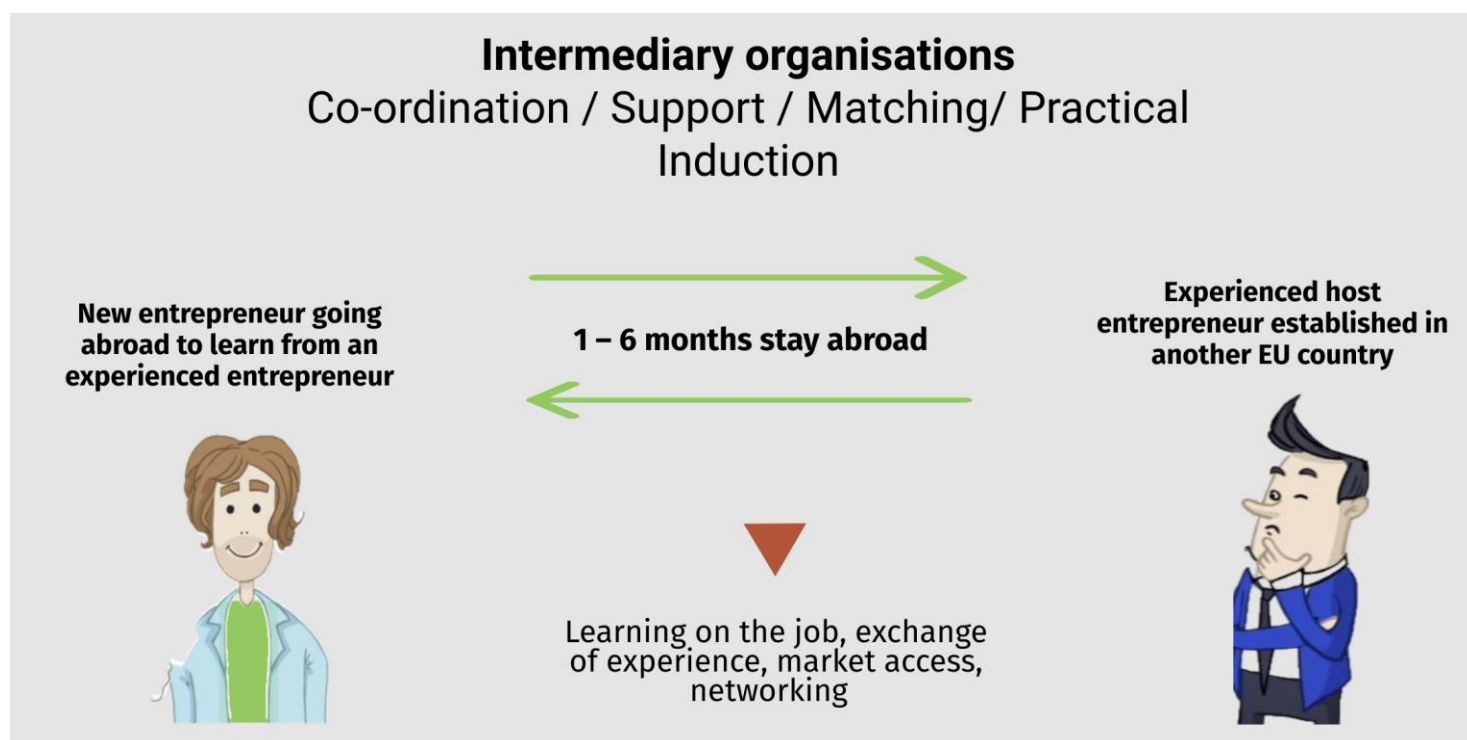 Intermediary organisations
Co-ordination / Support / Matching/ Practical
Induction
New entrepreneur going
abroad to learn from an
experienced entrepreneur
1 – 6 months stay abroad
Experienced host
entrepreneur established in
another EU country
Learning on the job, exchange
of experience, market access,
networking